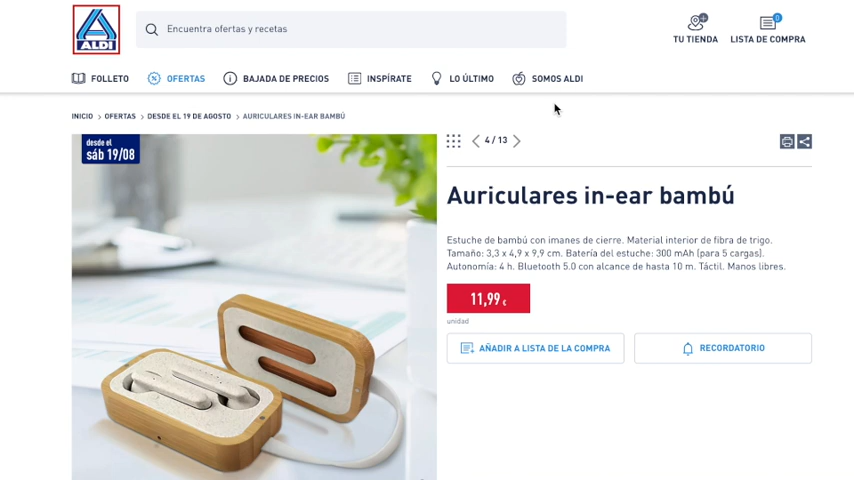 ALDI
Encuentra ofertas y recetas
TU TIENDA
0
LISTA DE COMPRA
FOLLETO
OFERTAS
BAJADA DE PRECIOS
INSPÍRATE
LO ÚLTIMO
SOMOS ALDI
INICIO > OFERTAS > DESDE EL 19 DE AGOSTO > AURICULARES IN-EAR BAMBÚ
desde el
sáb 19/08
4 / 13
Auriculares in-ear bambú
Estuche de bambú con imanes de cierre. Material interior de fibra de trigo.
Tamaño: 3,3 x 4,9 x 9,9 cm. Batería del estuche: 300 mAh (para 5 cargas).
Autonomía: 4 h. Bluetooth 5.0 con alcance de hasta 10 m. Táctil. Manos libres.
11,99 €
unidad
AÑADIR A LISTA DE LA COMPRA
RECORDATORIO